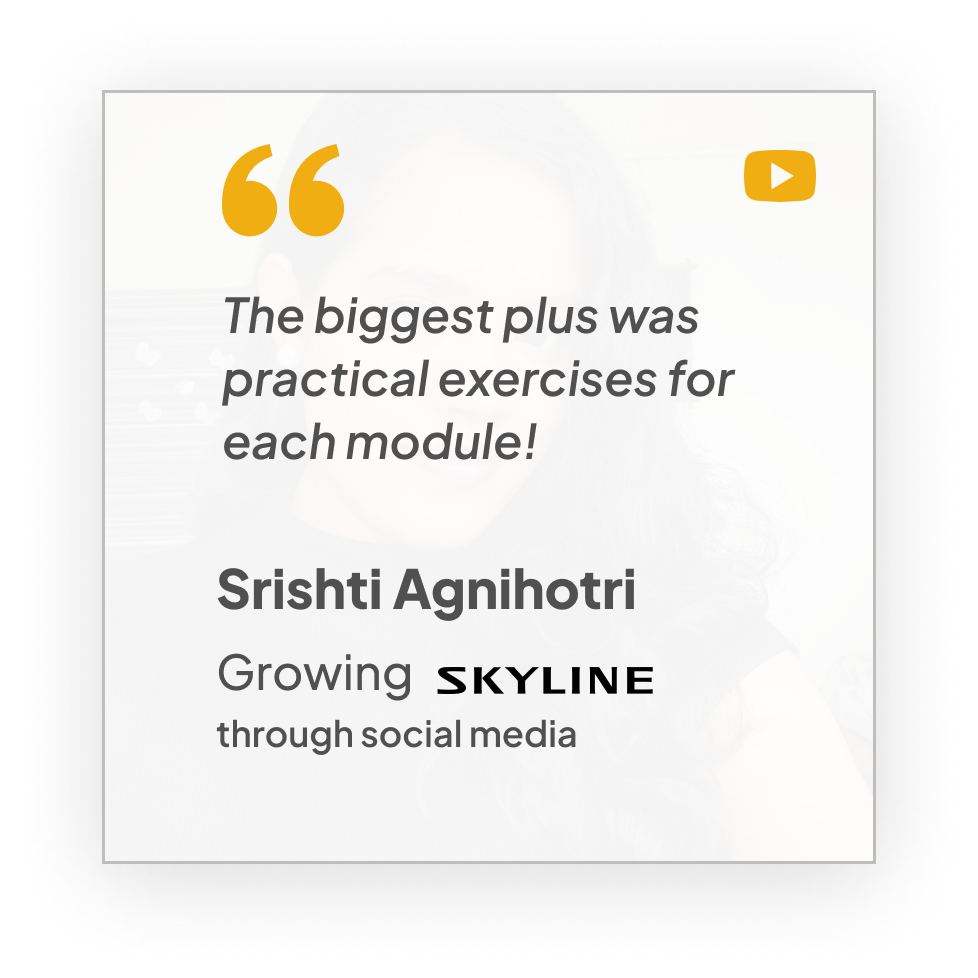 “
The biggest plus was
practical exercises for
each module!
Srishti Agnihotri
Growing SKYLINE
through social media